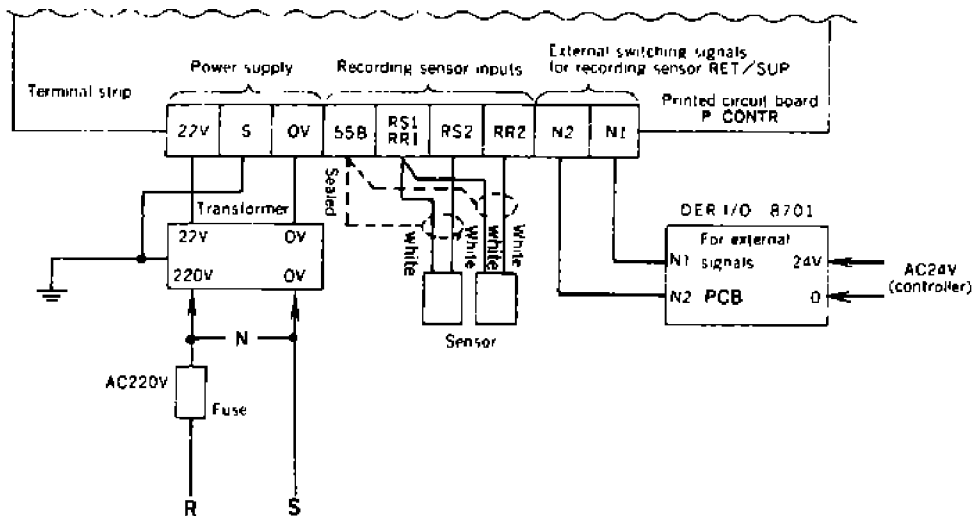 External switching signals
for recording sensor RET/SUP
Power supply
Recording sensor inputs
Terminal strip
Printed circuit board
P CONTR
22V
S
0V
55B
RS1
RR1
RS2
RR2
N2
N1
Sealed
Transformer
22V
0V
220V
0V
White
White
White
White
Sensor
DER I/O 8701
For external
signals
N1
24V
N2
PCB
0
AC24V
(controller)
N
AC220V
Fuse
R
S